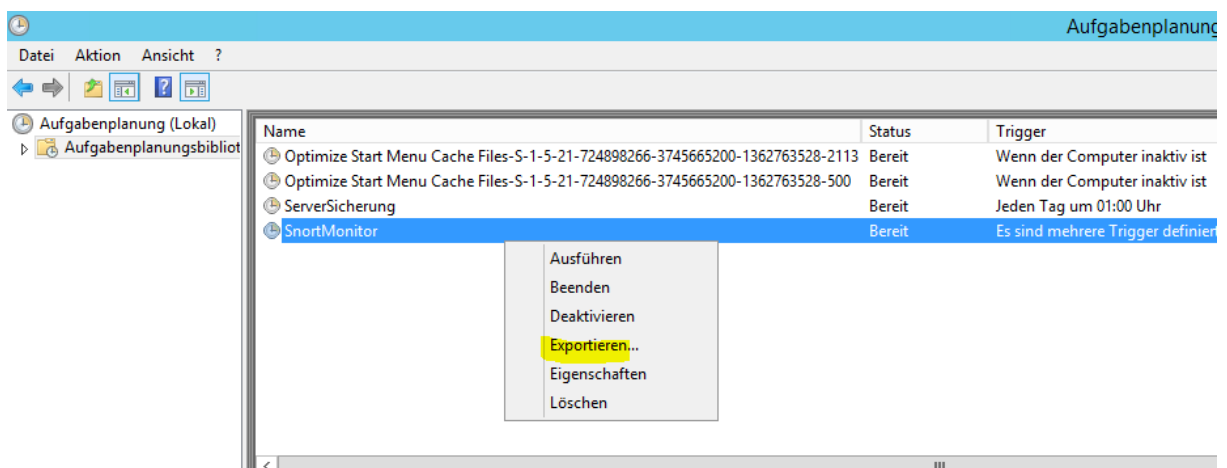 Aufgabenplanung
Datei Aktion Ansicht ?
Aufgabenplanung (Lokal)
Aufgabenplanungsbibliot
Name Status Trigger
Optimize Start Menu Cache Files-S-1-5-21-724898266-3745665200-1362763528-2113 Bereit Wenn der Computer inaktiv ist
Optimize Start Menu Cache Files-S-1-5-21-724898266-3745665200-1362763528-500 Bereit Wenn der Computer inaktiv ist
ServerSicherung Bereit Jeden Tag um 01:00 Uhr
SnortMonitor Bereit Es sind mehrere Trigger definiert
Ausführen
Beenden
Deaktivieren
Exportieren...
Eigenschaften
Löschen